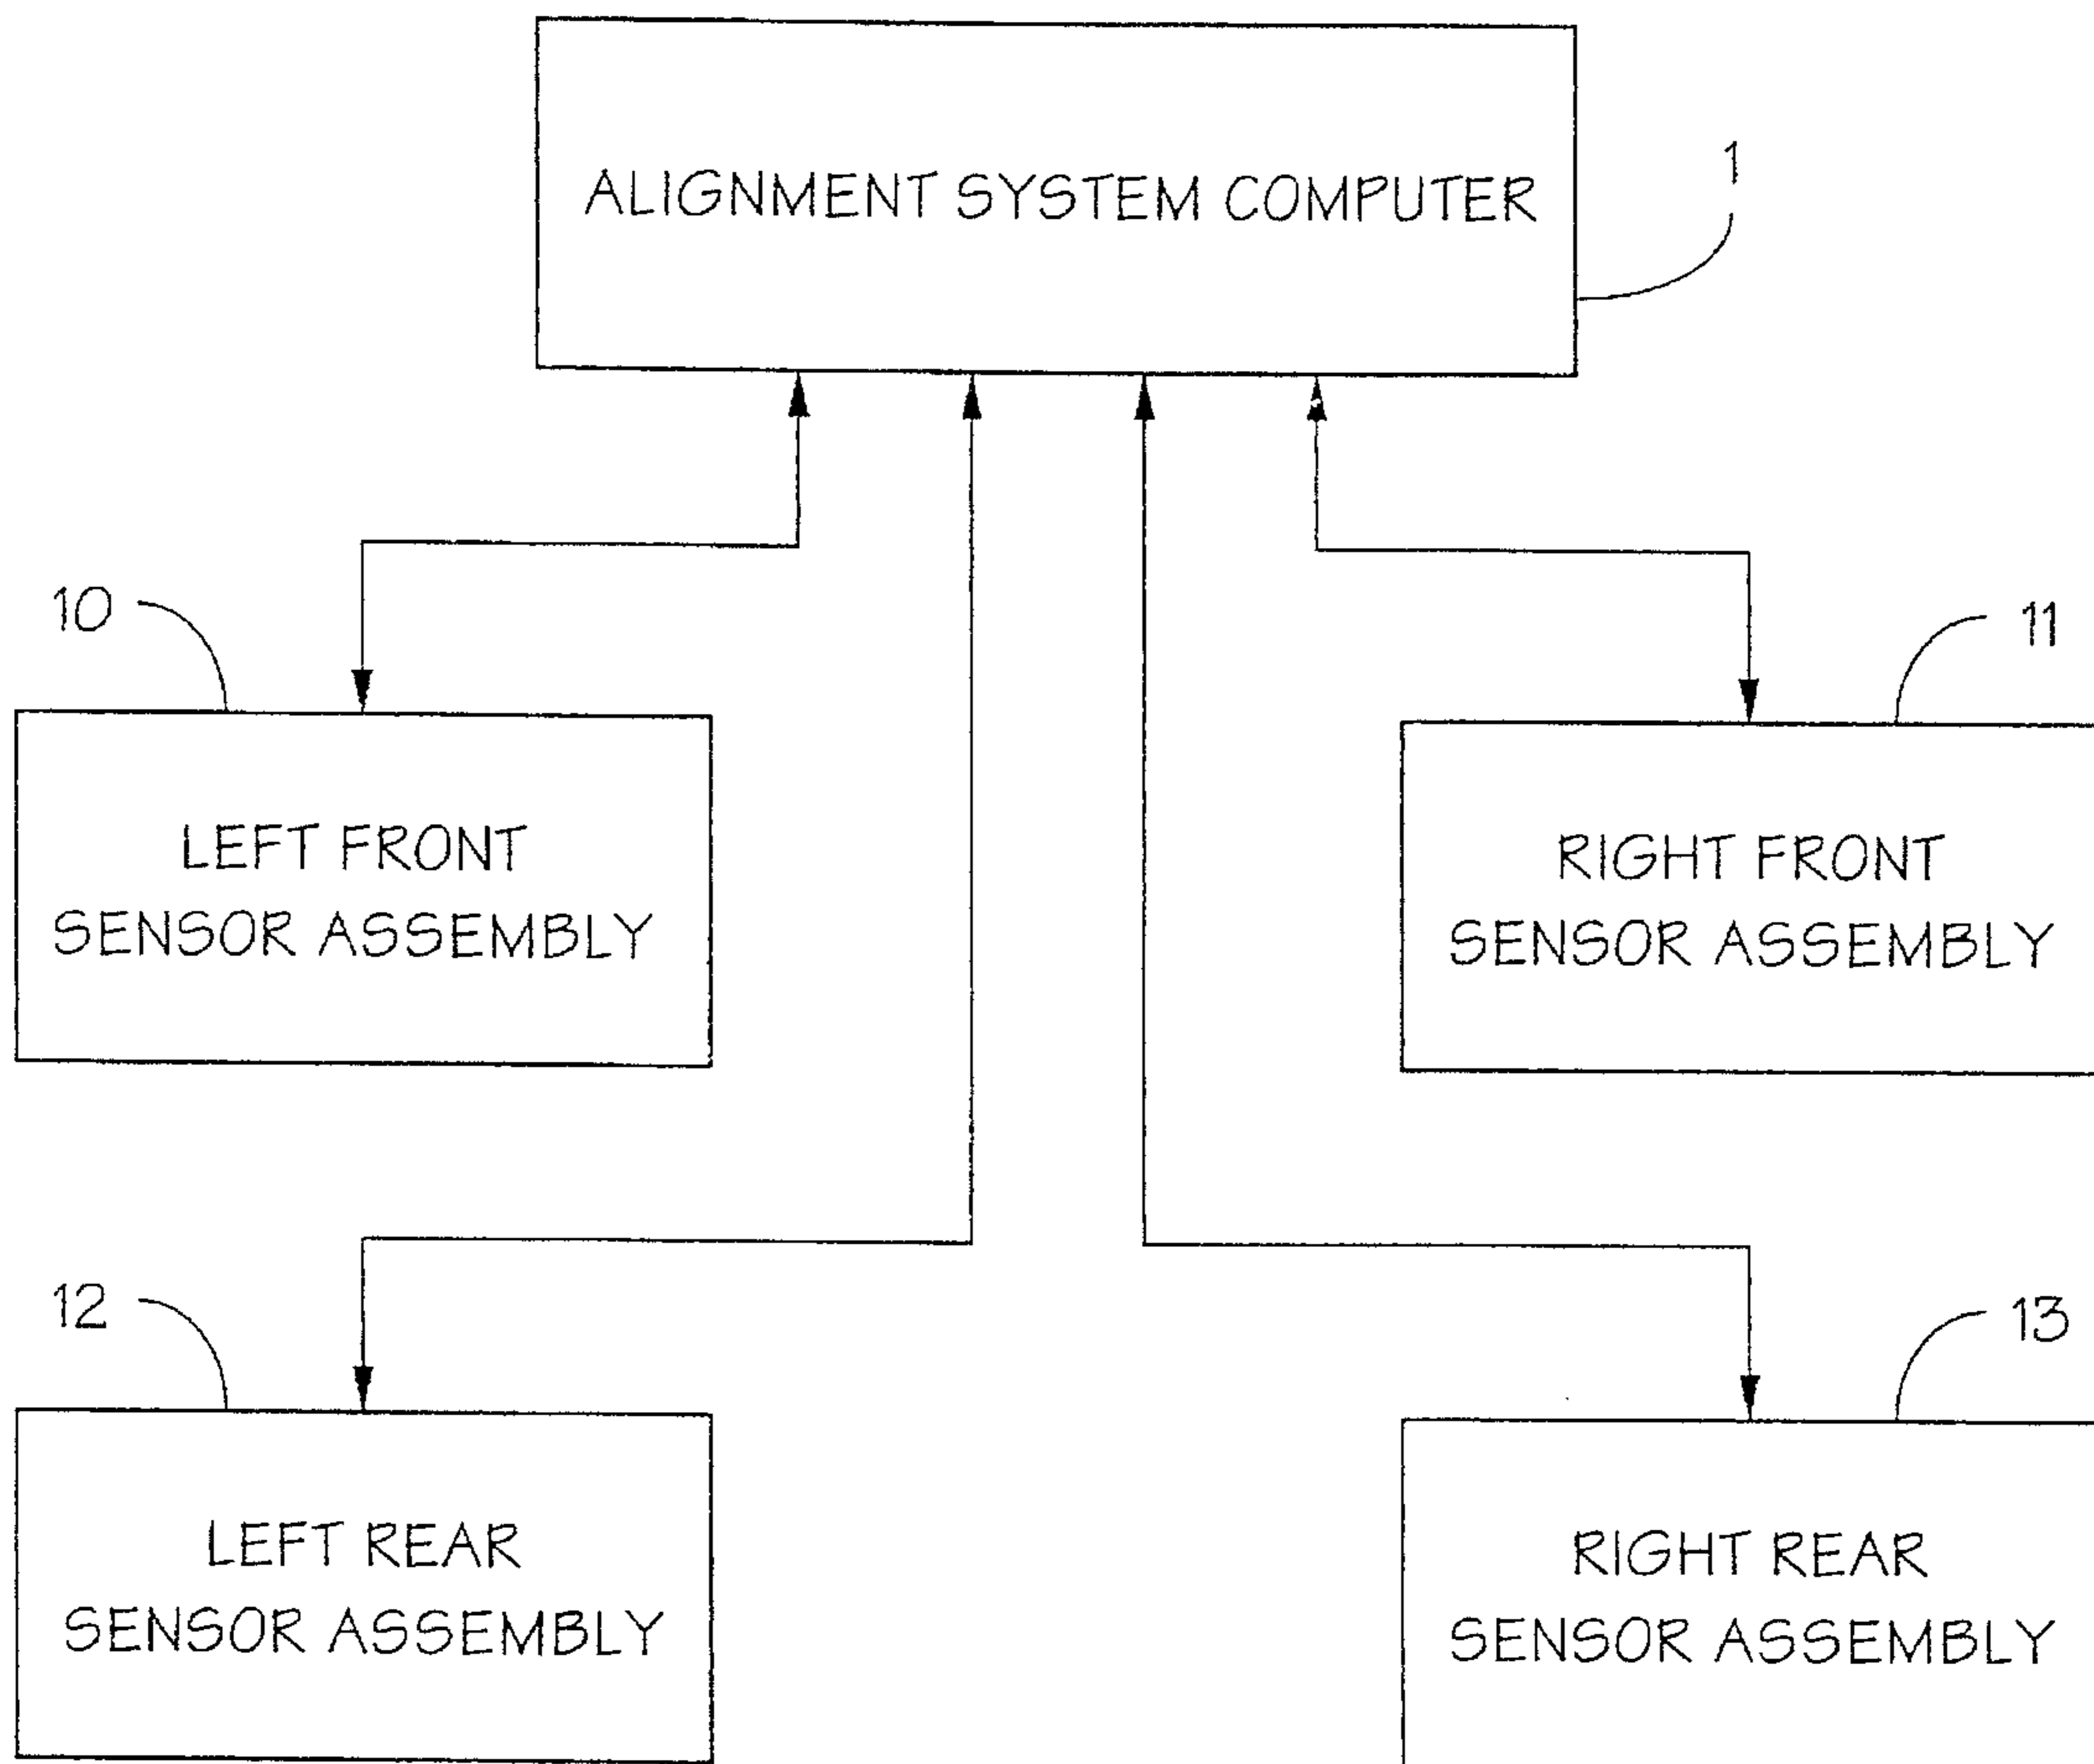 ALIGNMENT SYSTEM COMPUTER
1
10
11
LEFT FRONT
SENSOR ASSEMBLY
RIGHT FRONT
SENSOR ASSEMBLY
12
13
LEFT REAR
SENSOR ASSEMBLY
RIGHT REAR
SENSOR ASSEMBLY